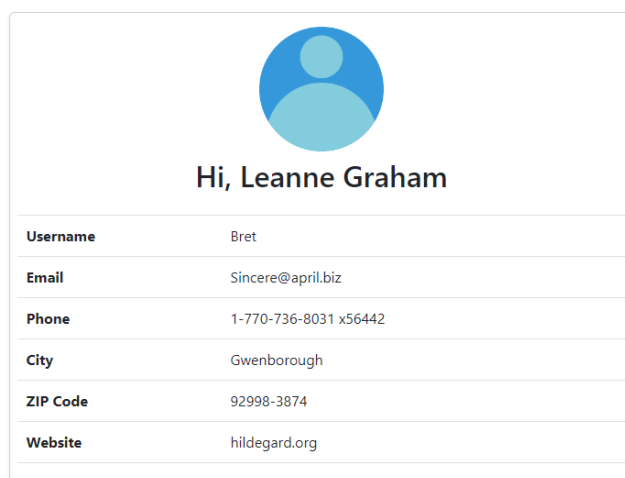 Hi, Leanne Graham
Username Bret
Email Sincere@april.biz
Phone 1-770-736-8031 x56442
City Gwenborough
ZIP Code 92998-3874
Website hildegard.org